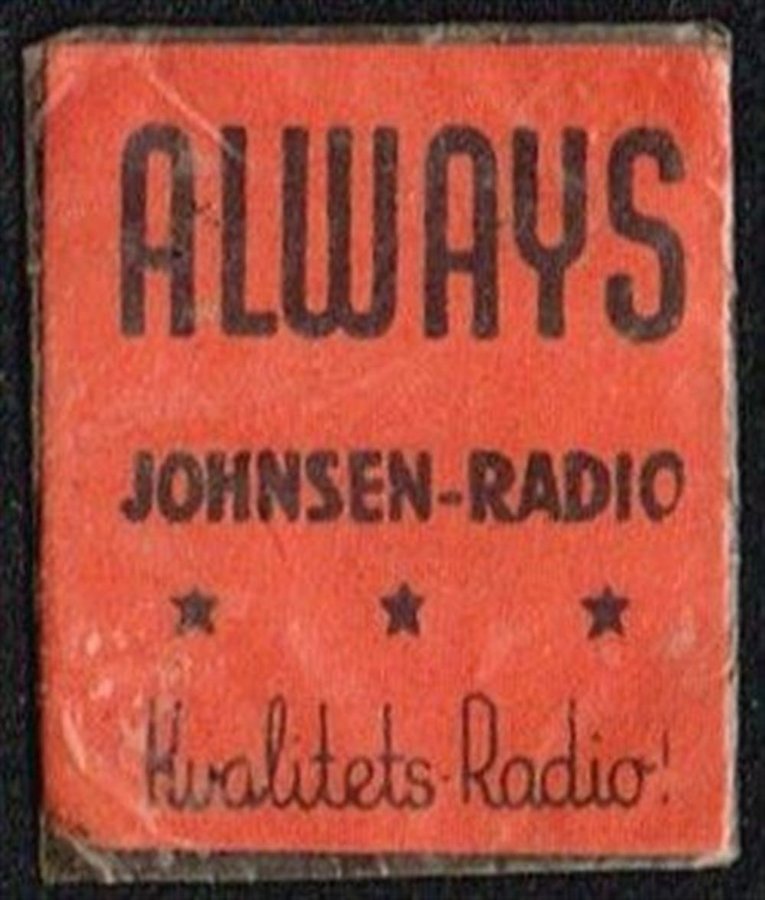 ALWAYS
JOHNSEN-RADIO
★ ★ ★
Kvalitets-Radio!